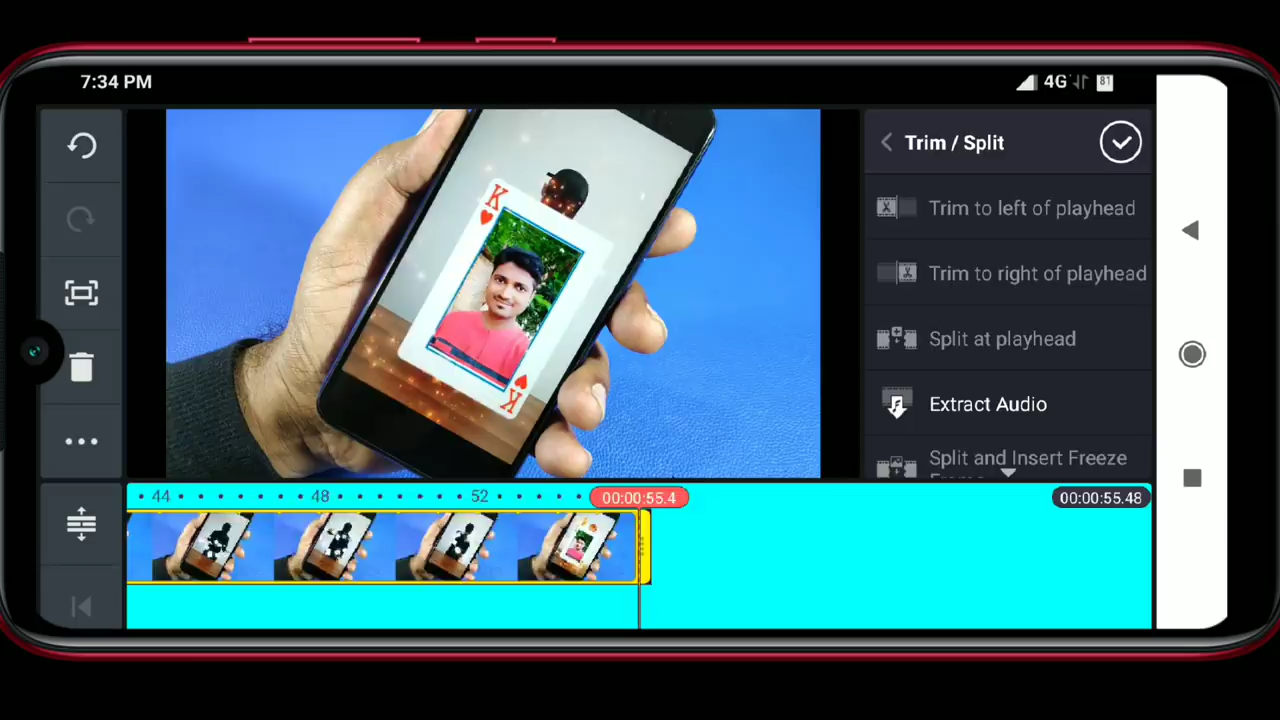 7:34 PM
4G
81
Trim / Split
Trim to left of playhead
Trim to right of playhead
Split at playhead
Extract Audio
Split and Insert Freeze
K
K
44
48
52
00:00:55.4
00:00:55.48